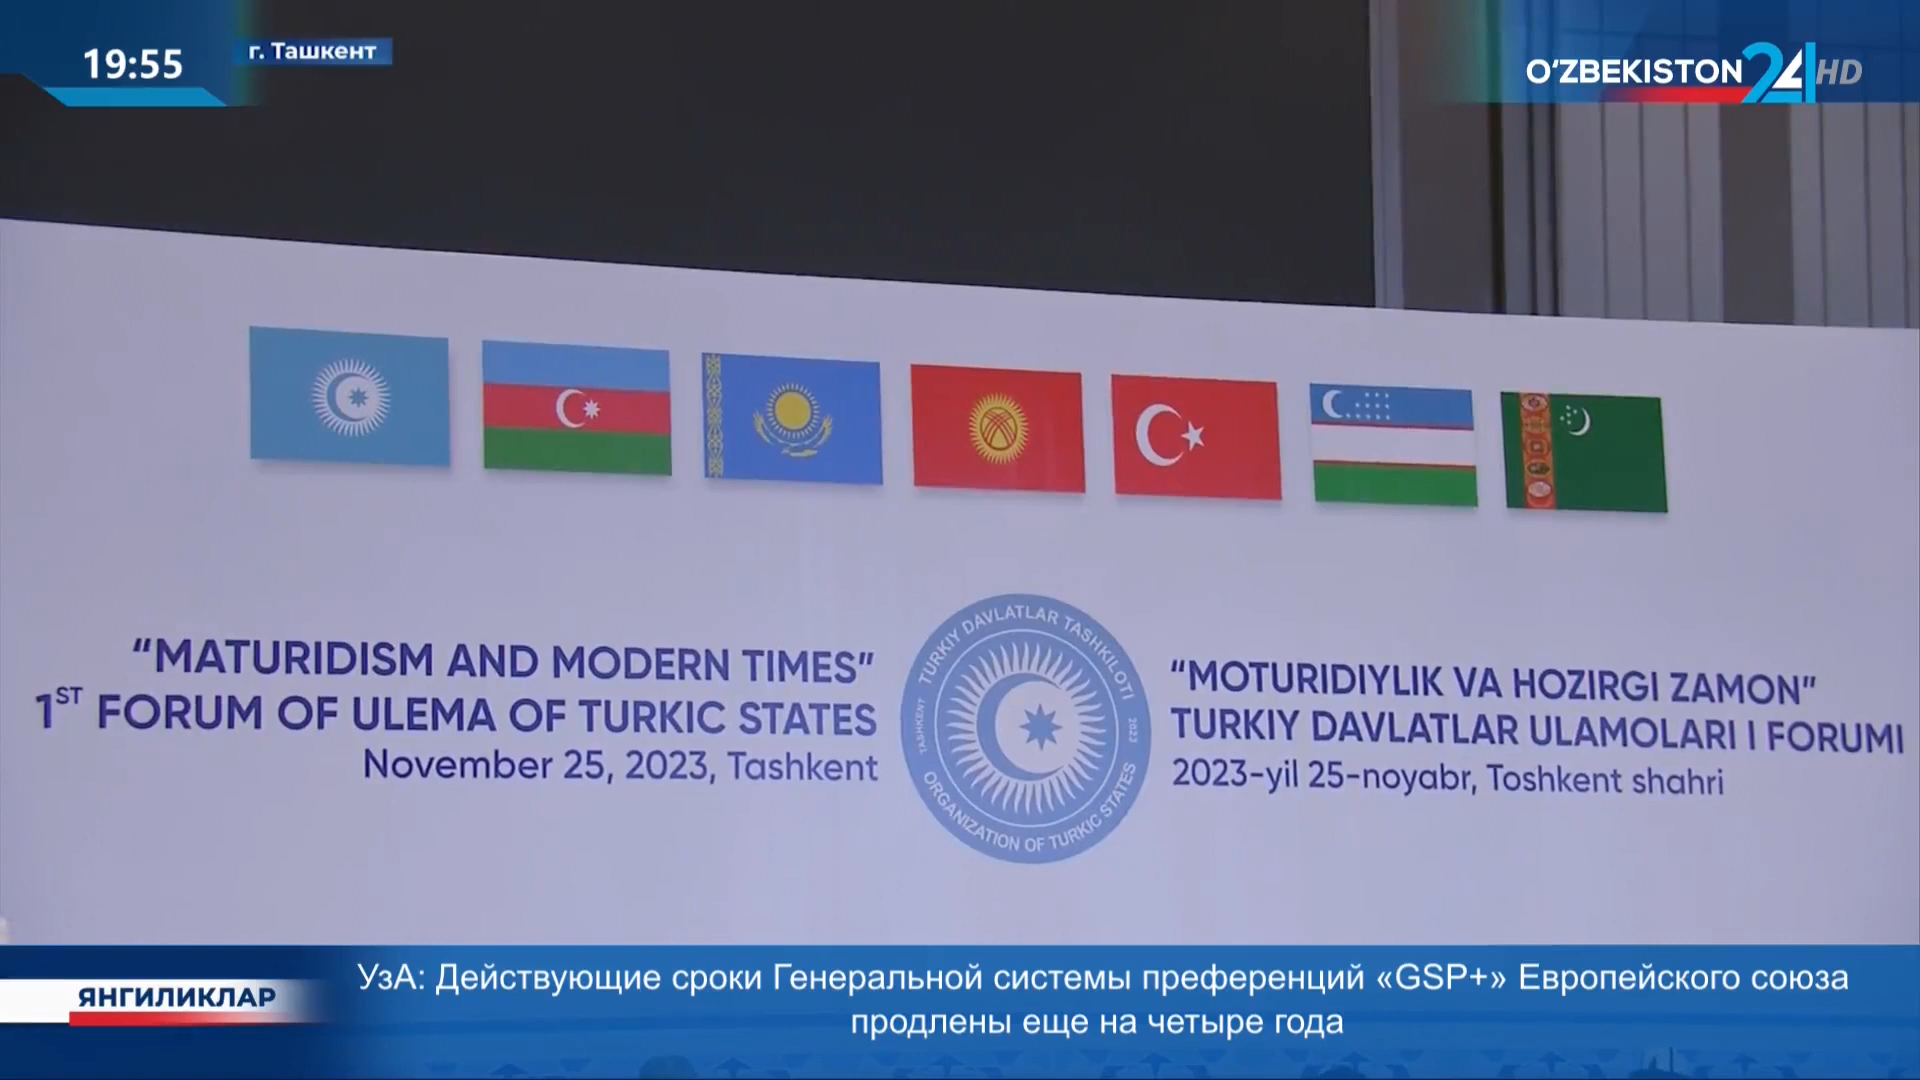 19:55
г. Ташкент
O‘ZBEKISTON 24 HD
“MATURIDISM AND MODERN TIMES”
1ST FORUM OF ULEMA OF TURKIC STATES
November 25, 2023, Tashkent
TURKIY DAVLATLAR TASHKILOTI
TASHKENT
2023
ORGANIZATION OF TURKIC STATES
“MOTURIDIYLIK VA HOZIRGI ZAMON”
TURKIY DAVLATLAR ULAMOLARI I FORUMI
2023-yil 25-noyabr, Toshkent shahri
ЯНГИЛИКЛАР
УзА: Действующие сроки Генеральной системы преференций «GSP+» Европейского союза
продлены еще на четыре года